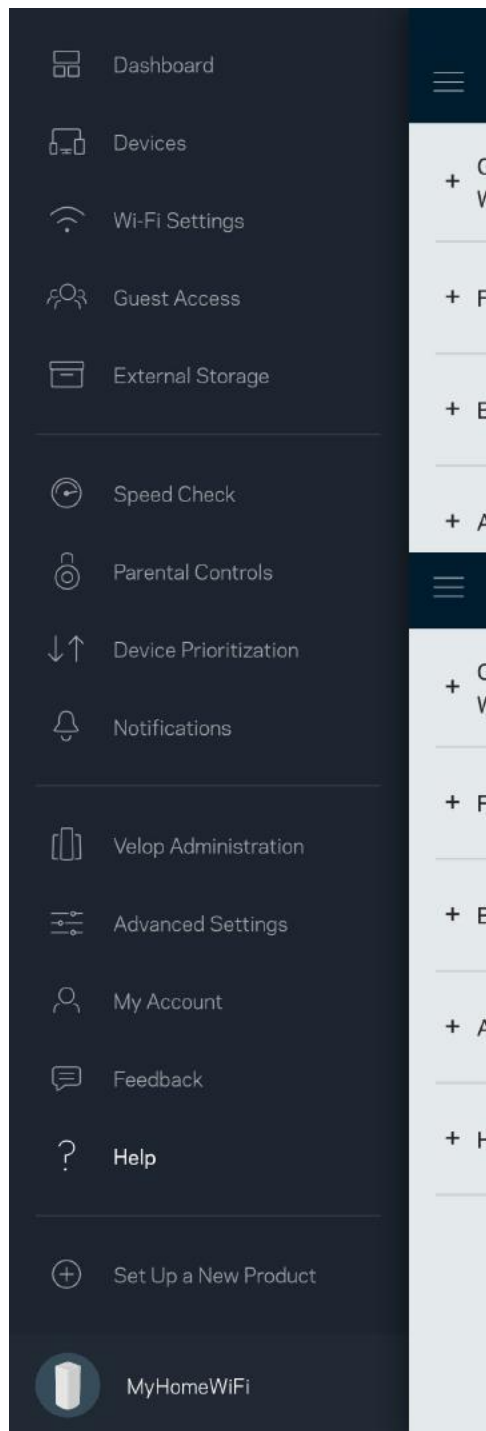 Dashboard
Devices
Wi-Fi Settings
Guest Access
External Storage
Speed Check
Parental Controls
Device Prioritization
Notifications
Velop Administration
Advanced Settings
My Account
Feedback
Help
Set Up a New Product
MyHomeWiFi